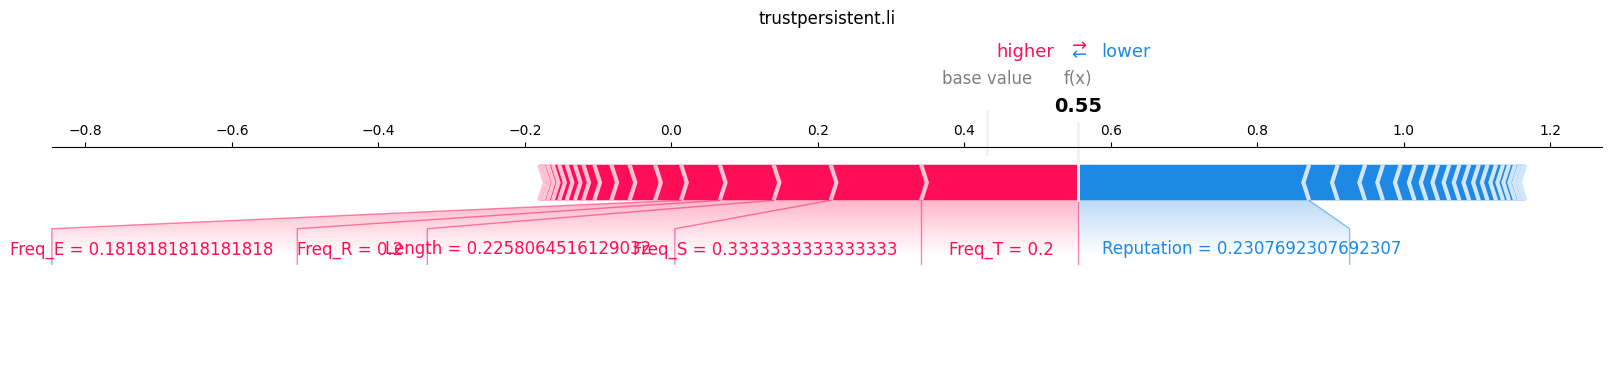 trustpersistent.li
higher ⇄ lower
base value f(x)
0.55
−0.8 −0.6 −0.4 −0.2 0.0 0.2 0.4 0.6 0.8 1.0 1.2
Freq_E = 0.1818181818181818 Freq_R = 0.2 Length = 0.22580645161290322 Freq_S = 0.3333333333333333 Freq_T = 0.2 Reputation = 0.2307692307692307